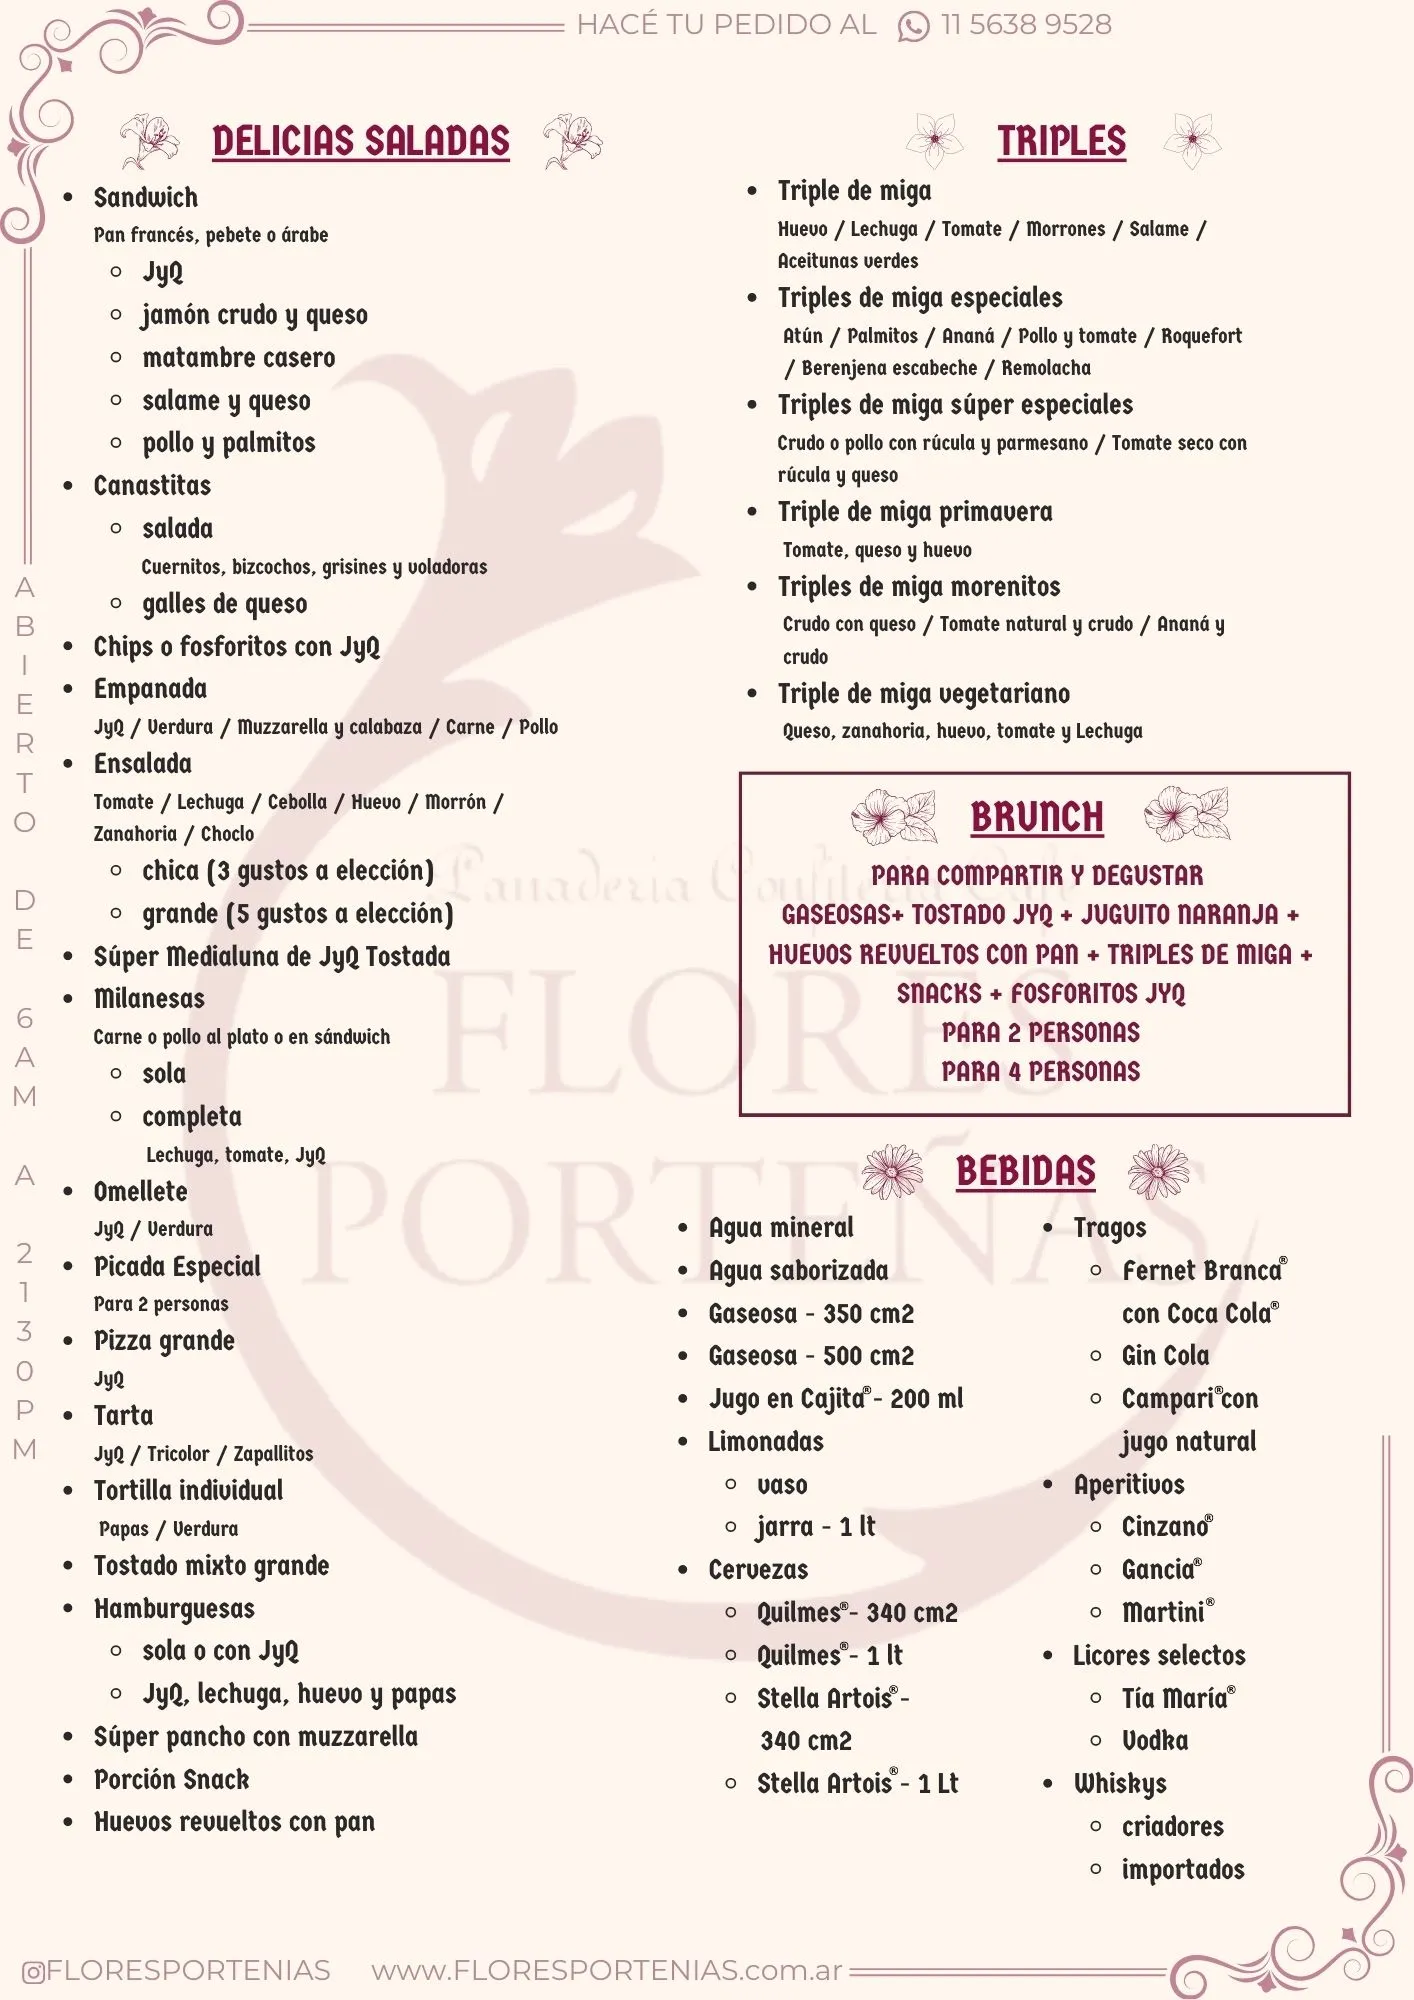 HACÉ TU PEDIDO AL 11 5638 9528
DELICIAS SALADAS
• Sandwich
Pan francés, pebete o árabe
◦ JyQ
◦ jamón crudo y queso
◦ matambre casero
◦ salame y queso
◦ pollo y palmitos
• Canastitas
◦ salada
Cuernitos, bizcochos, grisines y voladoras
◦ galles de queso
• Chips o fosforitos con JyQ
• Empanada
JyQ / Verdura / Muzzarella y calabaza / Carne / Pollo
• Ensalada
Tomate / Lechuga / Cebolla / Huevo / Morrón /
Zanahoria / Choclo
◦ chica (3 gustos a elección)
◦ grande (5 gustos a elección)
• Súper Medialuna de JyQ Tostada
• Milanesas
Carne o pollo al plato o en sándwich
◦ sola
◦ completa
Lechuga, tomate, JyQ
• Omellete
JyQ / Verdura
• Picada Especial
Para 2 personas
• Pizza grande
JyQ
• Tarta
JyQ / Tricolor / Zapallitos
• Tortilla individual
Papas / Verdura
• Tostado mixto grande
• Hamburguesas
◦ sola o con JyQ
◦ JyQ, lechuga, huevo y papas
• Súper pancho con muzzarella
• Porción Snack
• Huevos revueltos con pan
TRIPLES
• Triple de miga
Huevo / Lechuga / Tomate / Morrones / Salame /
Aceitunas verdes
• Triples de miga especiales
Atún / Palmitos / Ananá / Pollo y tomate / Roquefort
/ Berenjena escabeche / Remolacha
• Triples de miga súper especiales
Crudo o pollo con rúcula y parmesano / Tomate seco con
rúcula y queso
• Triple de miga primavera
Tomate, queso y huevo
• Triples de miga morenitos
Crudo con queso / Tomate natural y crudo / Ananá y
crudo
• Triple de miga vegetariano
Queso, zanahoria, huevo, tomate y Lechuga
BRUNCH
PARA COMPARTIR Y DEGUSTAR
GASEOSAS+ TOSTADO JYQ + JUGUITO NARANJA +
HUEVOS REVUELTOS CON PAN + TRIPLES DE MIGA +
SNACKS + FOSFORITOS JYQ
PARA 2 PERSONAS
PARA 4 PERSONAS
BEBIDAS
• Agua mineral
• Agua saborizada
• Gaseosa - 350 cm2
• Gaseosa - 500 cm2
• Jugo en Cajita® - 200 ml
• Limonadas
◦ vaso
◦ jarra - 1 lt
• Cervezas
◦ Quilmes® - 340 cm2
◦ Quilmes® - 1 lt
◦ Stella Artois® -
340 cm2
◦ Stella Artois® - 1 Lt
• Tragos
◦ Fernet Branca®
con Coca Cola®
◦ Gin Cola
◦ Campari® con
jugo natural
• Aperitivos
◦ Cinzano®
◦ Gancia®
◦ Martini®
• Licores selectos
◦ Tía María®
◦ Vodka
• Whiskys
◦ criadores
◦ importados
Panaderia Confiteria Cafe
FLORES
PORTEÑAS
ABIERTO DE 6AM A 2130PM
FLORESPORTENIAS www.FLORESPORTENIAS.com.ar